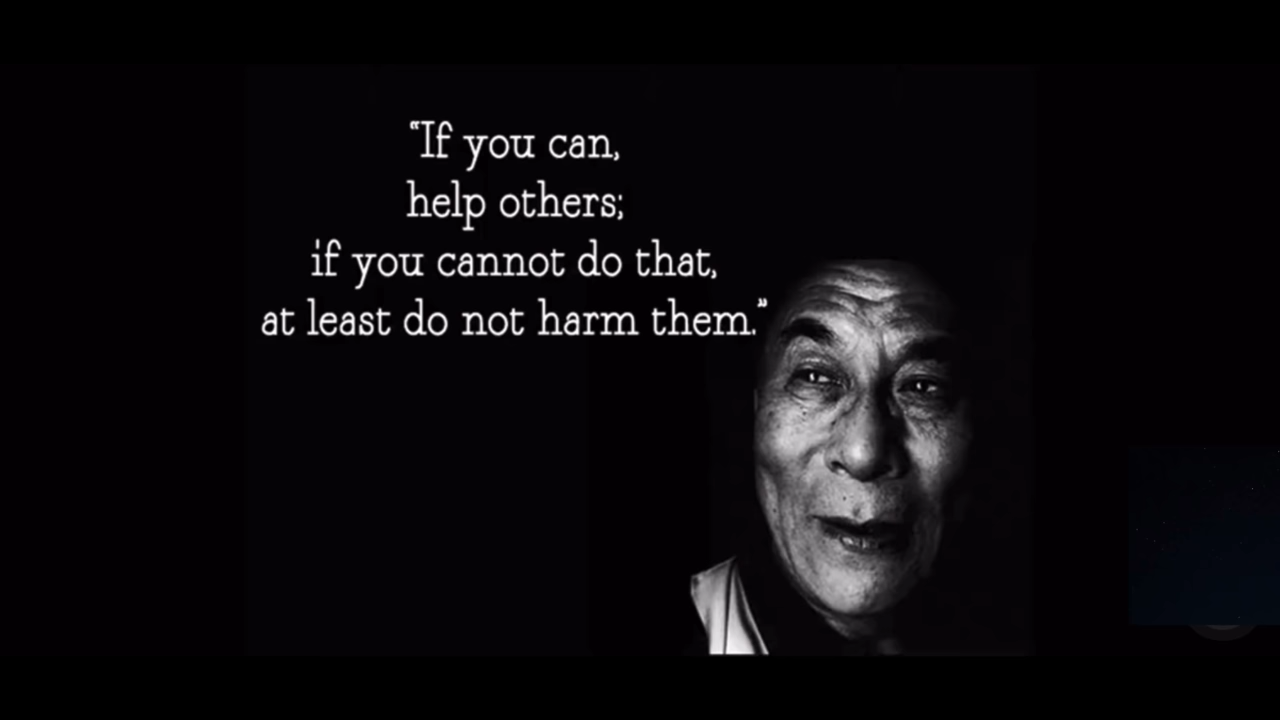 “If you can,
help others;
if you cannot do that,
at least do not harm them.”